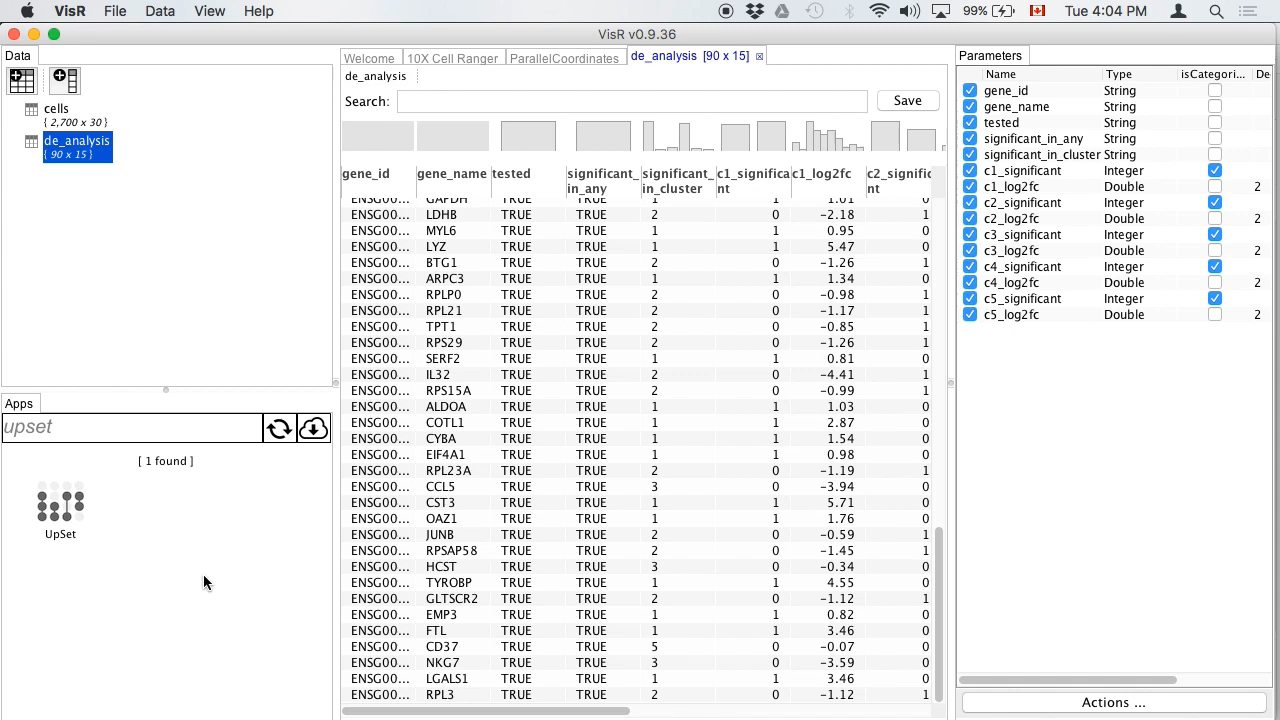 VisR File Data View Help 99% Tue 4:04 PM
VisR v0.9.36
Data
cells
{ 2,700 x 30 }
de_analysis
{ 90 x 15 }
Apps
upset
[ 1 found ]
UpSet
Welcome 10X Cell Ranger ParallelCoordinates de_analysis [90 x 15]
de_analysis
Search: Save
gene_id gene_name tested significant_in_any significant_in_cluster c1_significant c1_log2fc c2_significant
ENSG00... GAPDH TRUE TRUE 1 1 1.01 0
ENSG00... LDHB TRUE TRUE 2 0 −2.18 1
ENSG00... MYL6 TRUE TRUE 1 1 0.95 0
ENSG00... LYZ TRUE TRUE 1 1 5.47 0
ENSG00... BTG1 TRUE TRUE 2 0 −1.26 1
ENSG00... ARPC3 TRUE TRUE 1 1 1.34 0
ENSG00... RPLP0 TRUE TRUE 2 0 −0.98 1
ENSG00... RPL21 TRUE TRUE 2 0 −1.17 1
ENSG00... TPT1 TRUE TRUE 2 0 −0.85 1
ENSG00... RPS29 TRUE TRUE 2 0 −1.26 1
ENSG00... SERF2 TRUE TRUE 1 1 0.81 0
ENSG00... IL32 TRUE TRUE 2 0 −4.41 1
ENSG00... RPS15A TRUE TRUE 2 0 −0.99 1
ENSG00... ALDOA TRUE TRUE 1 1 1.03 0
ENSG00... COTL1 TRUE TRUE 1 1 2.87 0
ENSG00... CYBA TRUE TRUE 1 1 1.54 0
ENSG00... EIF4A1 TRUE TRUE 1 1 0.98 0
ENSG00... RPL23A TRUE TRUE 2 0 −1.19 1
ENSG00... CCL5 TRUE TRUE 3 0 −3.94 0
ENSG00... CST3 TRUE TRUE 1 1 5.71 0
ENSG00... OAZ1 TRUE TRUE 1 1 1.76 0
ENSG00... JUNB TRUE TRUE 2 0 −0.59 1
ENSG00... RPSAP58 TRUE TRUE 2 0 −1.45 1
ENSG00... HCST TRUE TRUE 3 0 −0.34 0
ENSG00... TYROBP TRUE TRUE 1 1 4.55 0
ENSG00... GLTSCR2 TRUE TRUE 2 0 −1.12 1
ENSG00... EMP3 TRUE TRUE 1 1 0.82 0
ENSG00... FTL TRUE TRUE 1 1 3.46 0
ENSG00... CD37 TRUE TRUE 5 0 −0.07 0
ENSG00... NKG7 TRUE TRUE 3 0 −3.59 0
ENSG00... LGALS1 TRUE TRUE 1 1 3.46 0
ENSG00... RPL3 TRUE TRUE 2 0 −1.12 1
Parameters
Name Type isCategori... De
gene_id String
gene_name String
tested String
significant_in_any String
significant_in_cluster String
c1_significant Integer
c1_log2fc Double 2
c2_significant Integer
c2_log2fc Double 2
c3_significant Integer
c3_log2fc Double 2
c4_significant Integer
c4_log2fc Double 2
c5_significant Integer
c5_log2fc Double 2
Actions ...